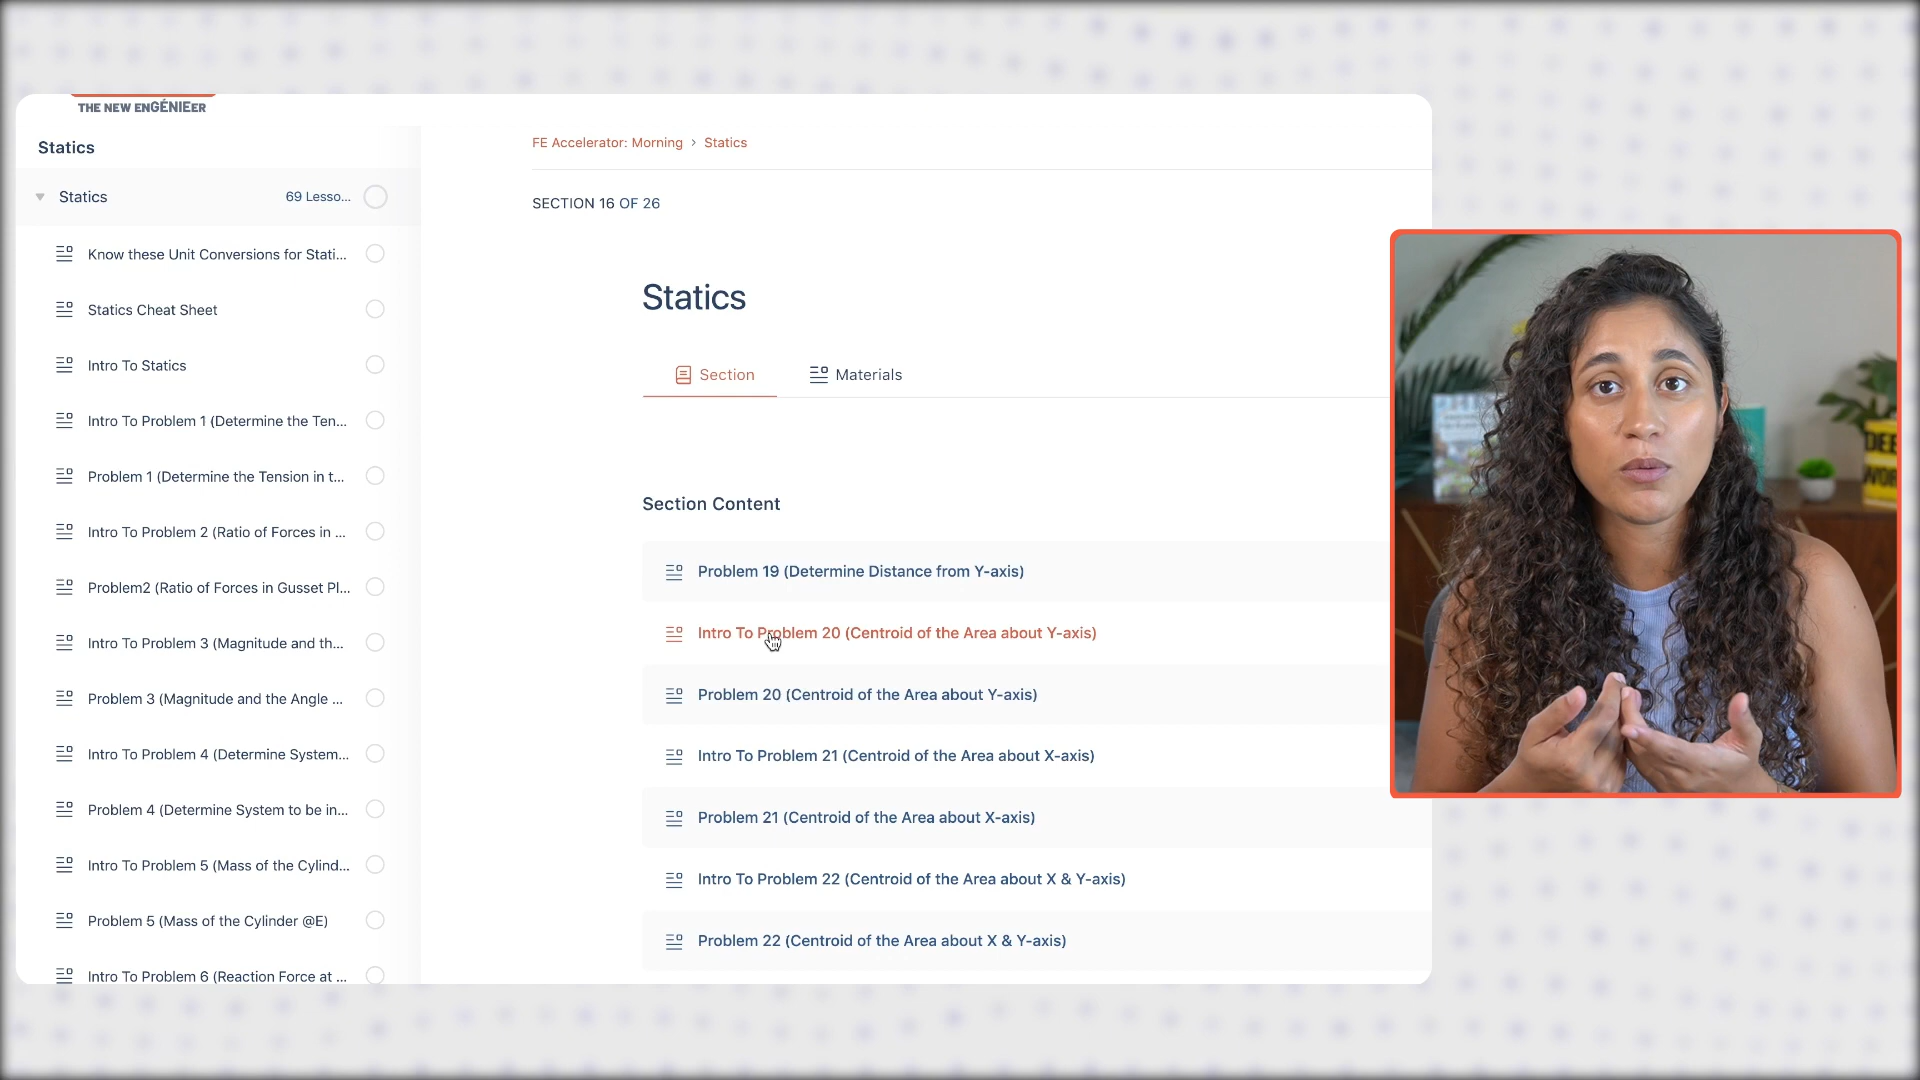 THE NEW ENGÉNIEER
Statics
Statics
69 Lesso...
Know these Unit Conversions for Stati...
Statics Cheat Sheet
Intro To Statics
Intro To Problem 1 (Determine the Ten...
Problem 1 (Determine the Tension in t...
Intro To Problem 2 (Ratio of Forces in ...
Problem2 (Ratio of Forces in Gusset Pl...
Intro To Problem 3 (Magnitude and th...
Problem 3 (Magnitude and the Angle ...
Intro To Problem 4 (Determine System...
Problem 4 (Determine System to be in...
Intro To Problem 5 (Mass of the Cylind...
Problem 5 (Mass of the Cylinder @E)
Intro To Problem 6 (Reaction Force at ...
FE Accelerator: Morning › Statics
SECTION 16 OF 26
Statics
Section
Materials
Section Content
Problem 19 (Determine Distance from Y-axis)
Intro To Problem 20 (Centroid of the Area about Y-axis)
Problem 20 (Centroid of the Area about Y-axis)
Intro To Problem 21 (Centroid of the Area about X-axis)
Problem 21 (Centroid of the Area about X-axis)
Intro To Problem 22 (Centroid of the Area about X & Y-axis)
Problem 22 (Centroid of the Area about X & Y-axis)